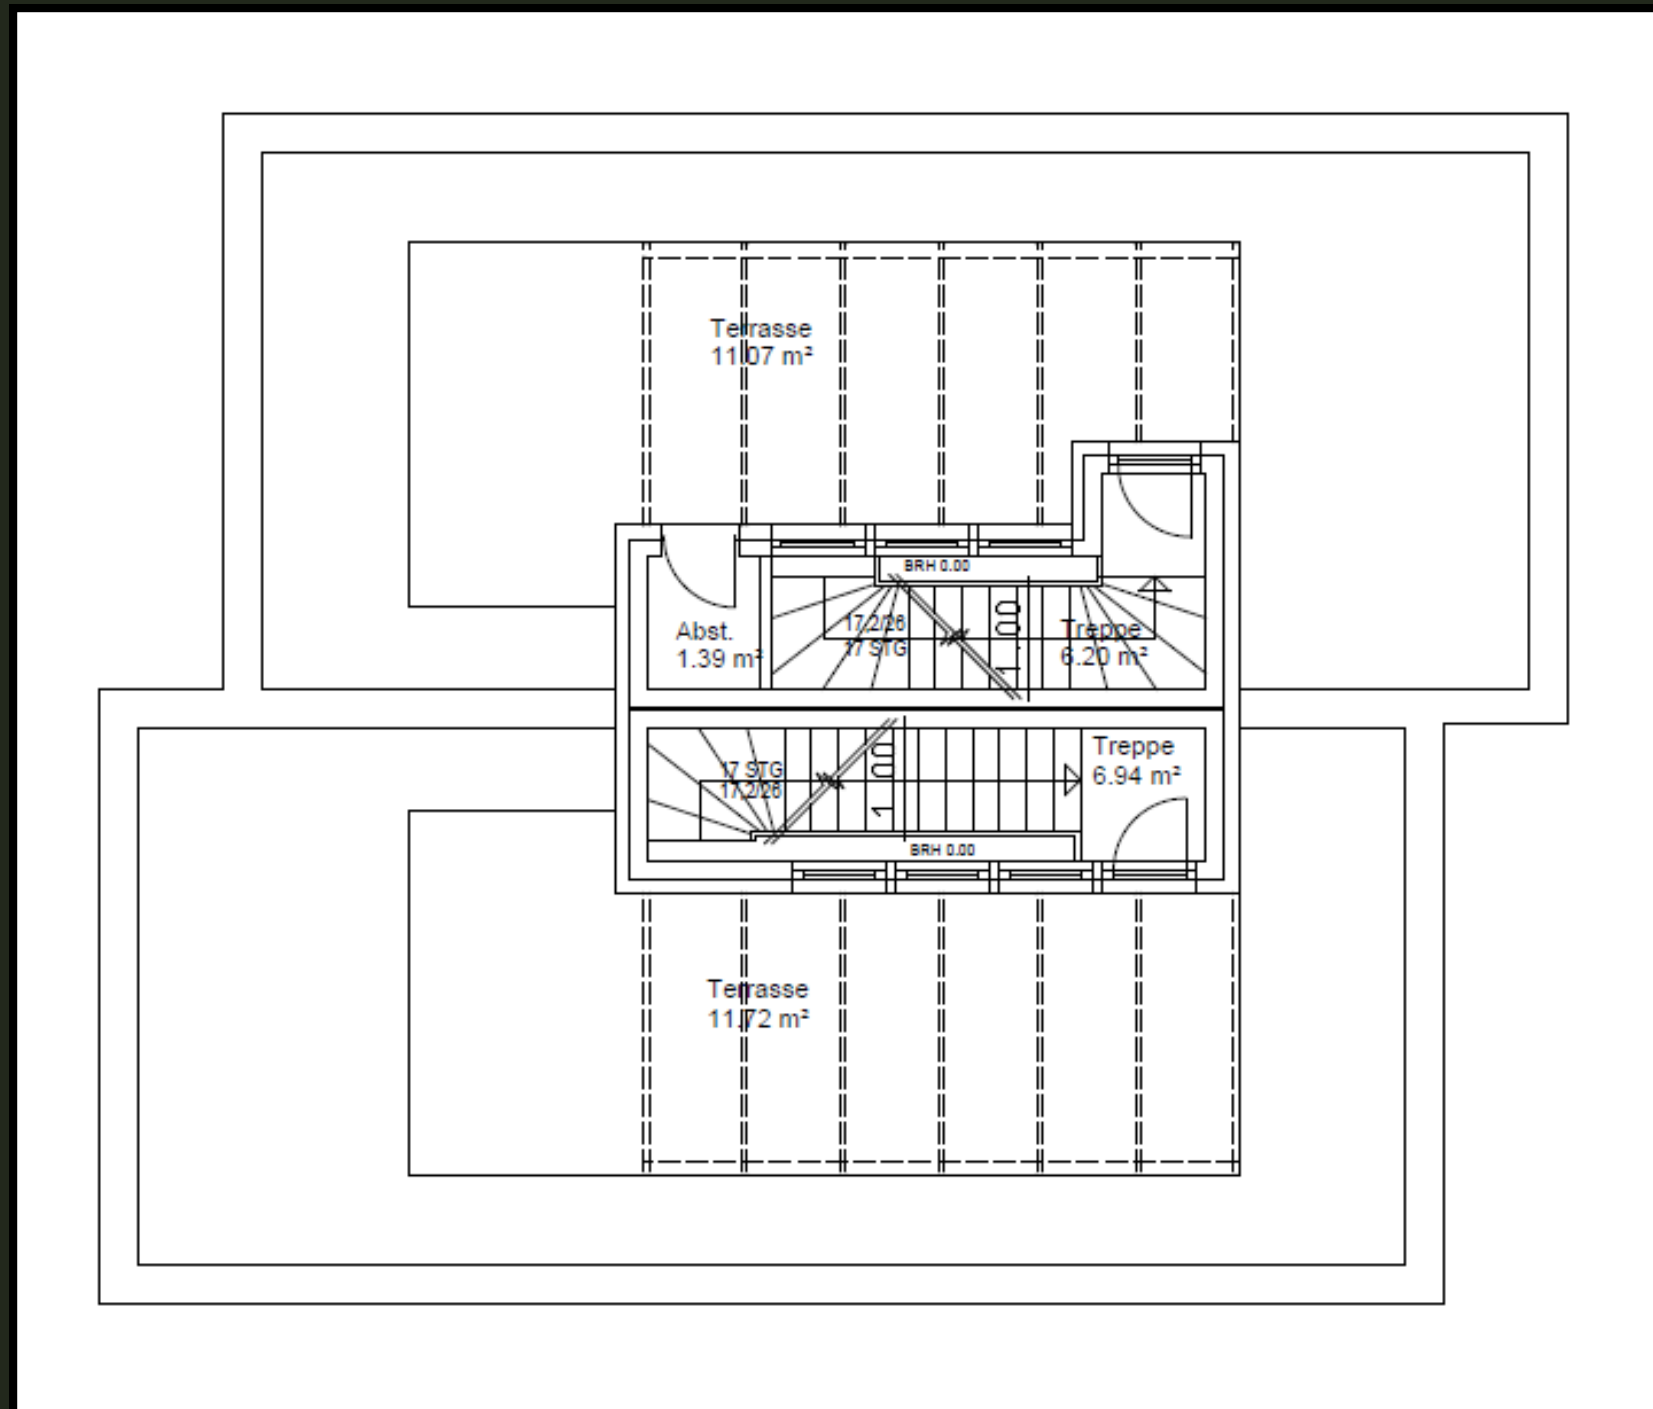 Terrasse
11.07 m²
BRH 0.00
17,2/26
17 STG
1.00
Treppe
6.20 m²
Abst.
1.39 m²
17 STG
17,2/26
1.00
Treppe
6.94 m²
BRH 0.00
Terrasse
11.72 m²